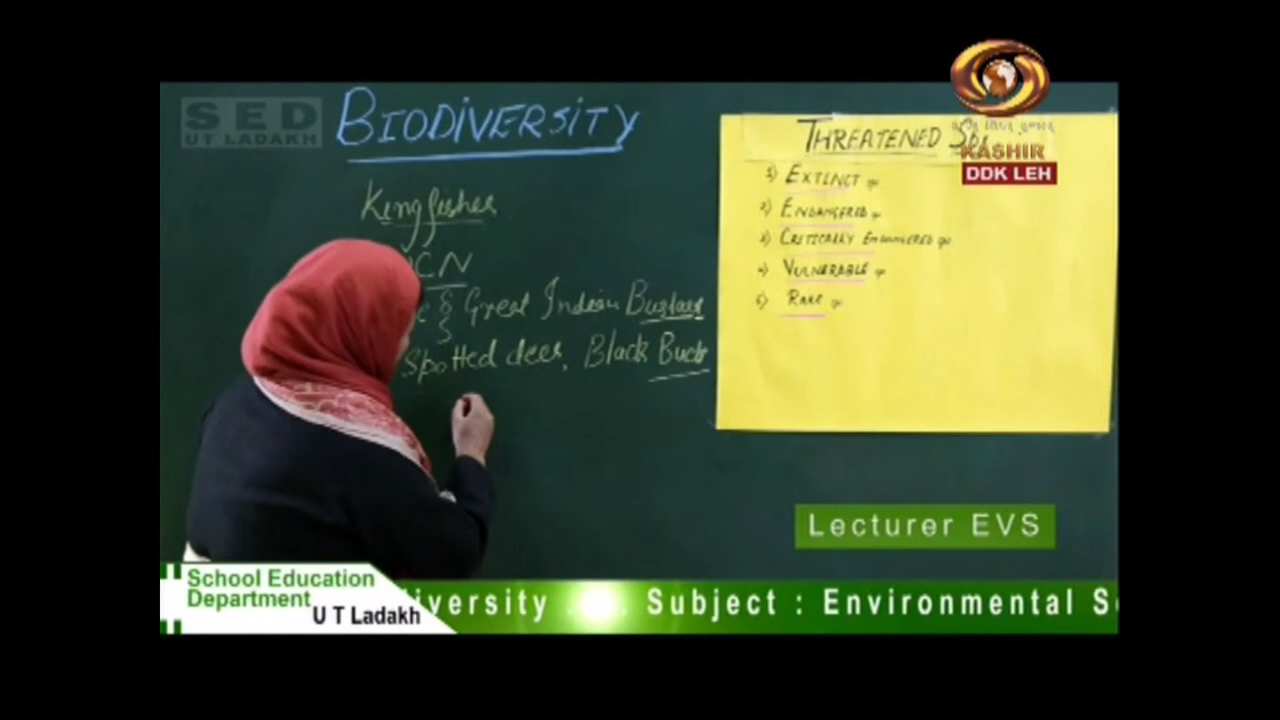 SED
UT LADAKH
BIODIVERSITY
Kingfisher
CN
Great Indian Bustard
Spotted deer, Black Buck
THREATENED
1) EXTINCT
2) ENDANGERED
3) CRITICALLY ENDANGERED
4) VULNERABLE
5) RARE
KASHIR
DDK LEH
Lecturer EVS
School Education
Department
U T Ladakh
iversity . Subject : Environmental S